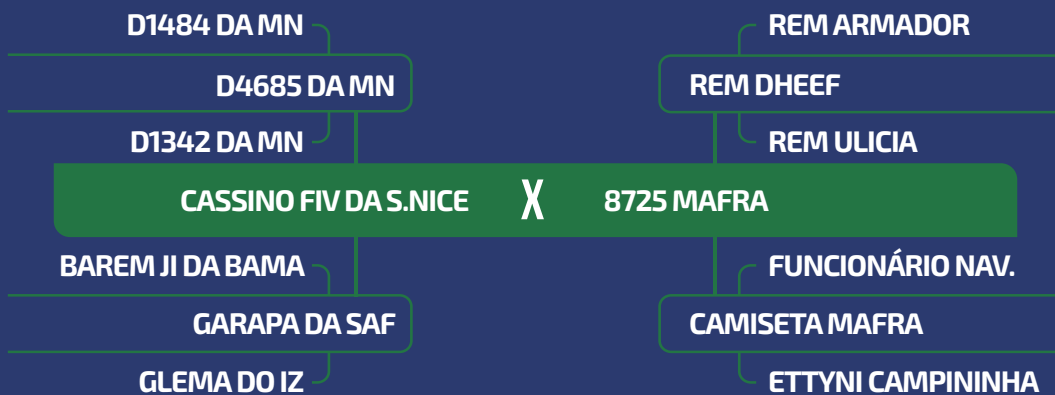 D1484 DA MN
REM ARMADOR
D4685 DA MN
REM DHEEF
D1342 DA MN
REM ULICIA
CASSINO FIV DA S.NICE X 8725 MAFRA
BAREM JI DA BAMA
FUNCIONÁRIO NAV.
GARAPA DA SAF
CAMISETA MAFRA
GLEMA DO IZ
ETTYNI CAMPININHA